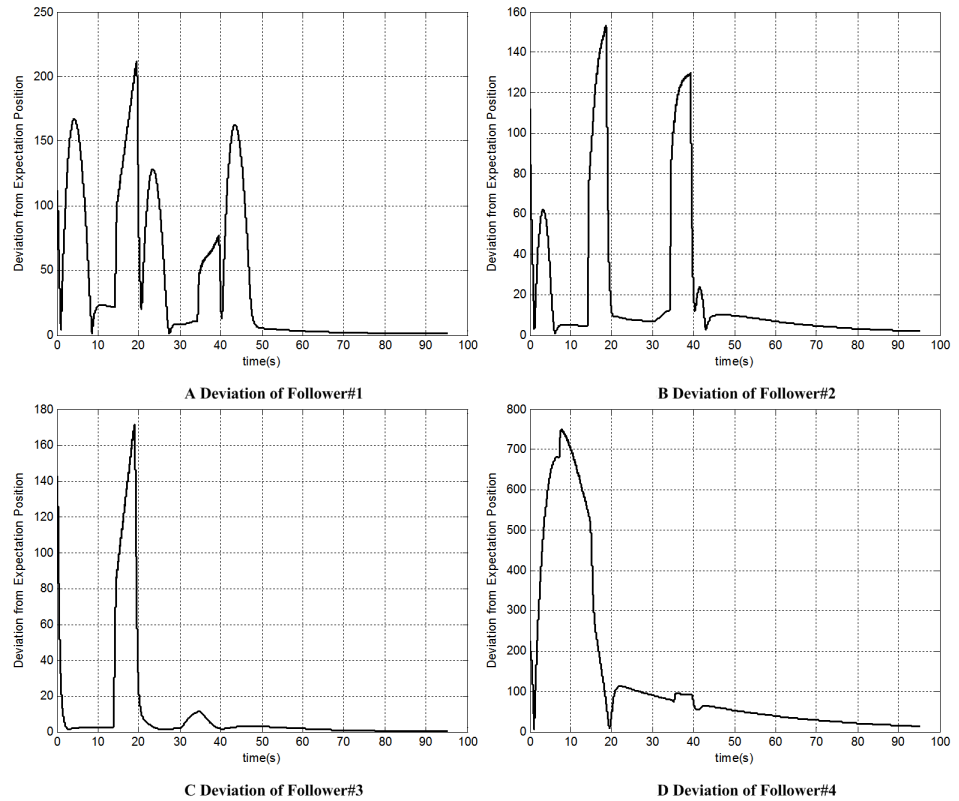 250
200
150
100
50
0
Deviation from Expectation Position
0 10 20 30 40 50 60 70 80 90 100
time(s)
A Deviation of Follower#1
160
140
120
100
80
60
40
20
0
Deviation from Expectation Position
0 10 20 30 40 50 60 70 80 90 100
time(s)
B Deviation of Follower#2
180
160
140
120
100
80
60
40
20
0
Deviation from Expectation Position
0 10 20 30 40 50 60 70 80 90 100
time(s)
C Deviation of Follower#3
800
700
600
500
400
300
200
100
0
Deviation from Expectation Position
0 10 20 30 40 50 60 70 80 90 100
time(s)
D Deviation of Follower#4